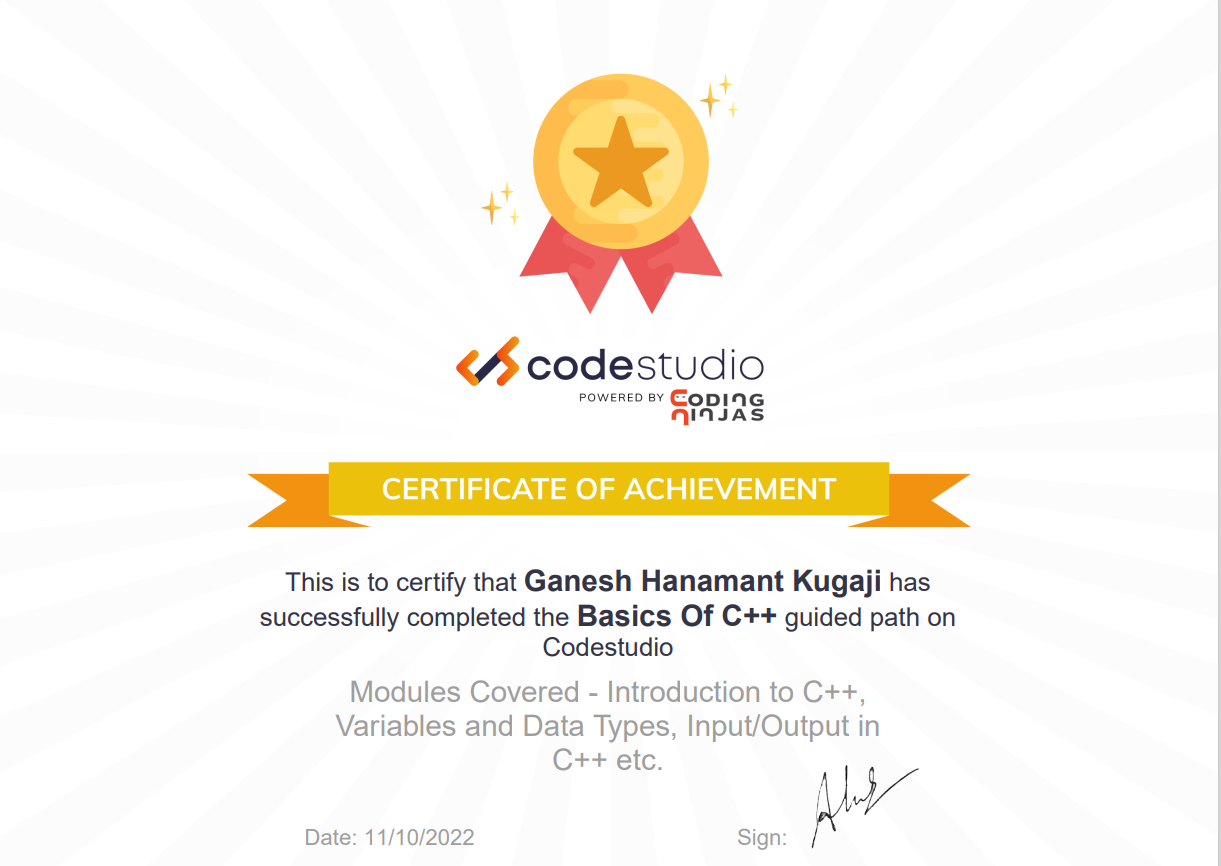 codestudio
POWERED BY CODING NINJAS
CERTIFICATE OF ACHIEVEMENT
This is to certify that Ganesh Hanamant Kugaji has
successfully completed the Basics Of C++ guided path on
Codestudio
Modules Covered - Introduction to C++,
Variables and Data Types, Input/Output in
C++ etc.
Date: 11/10/2022
Sign: